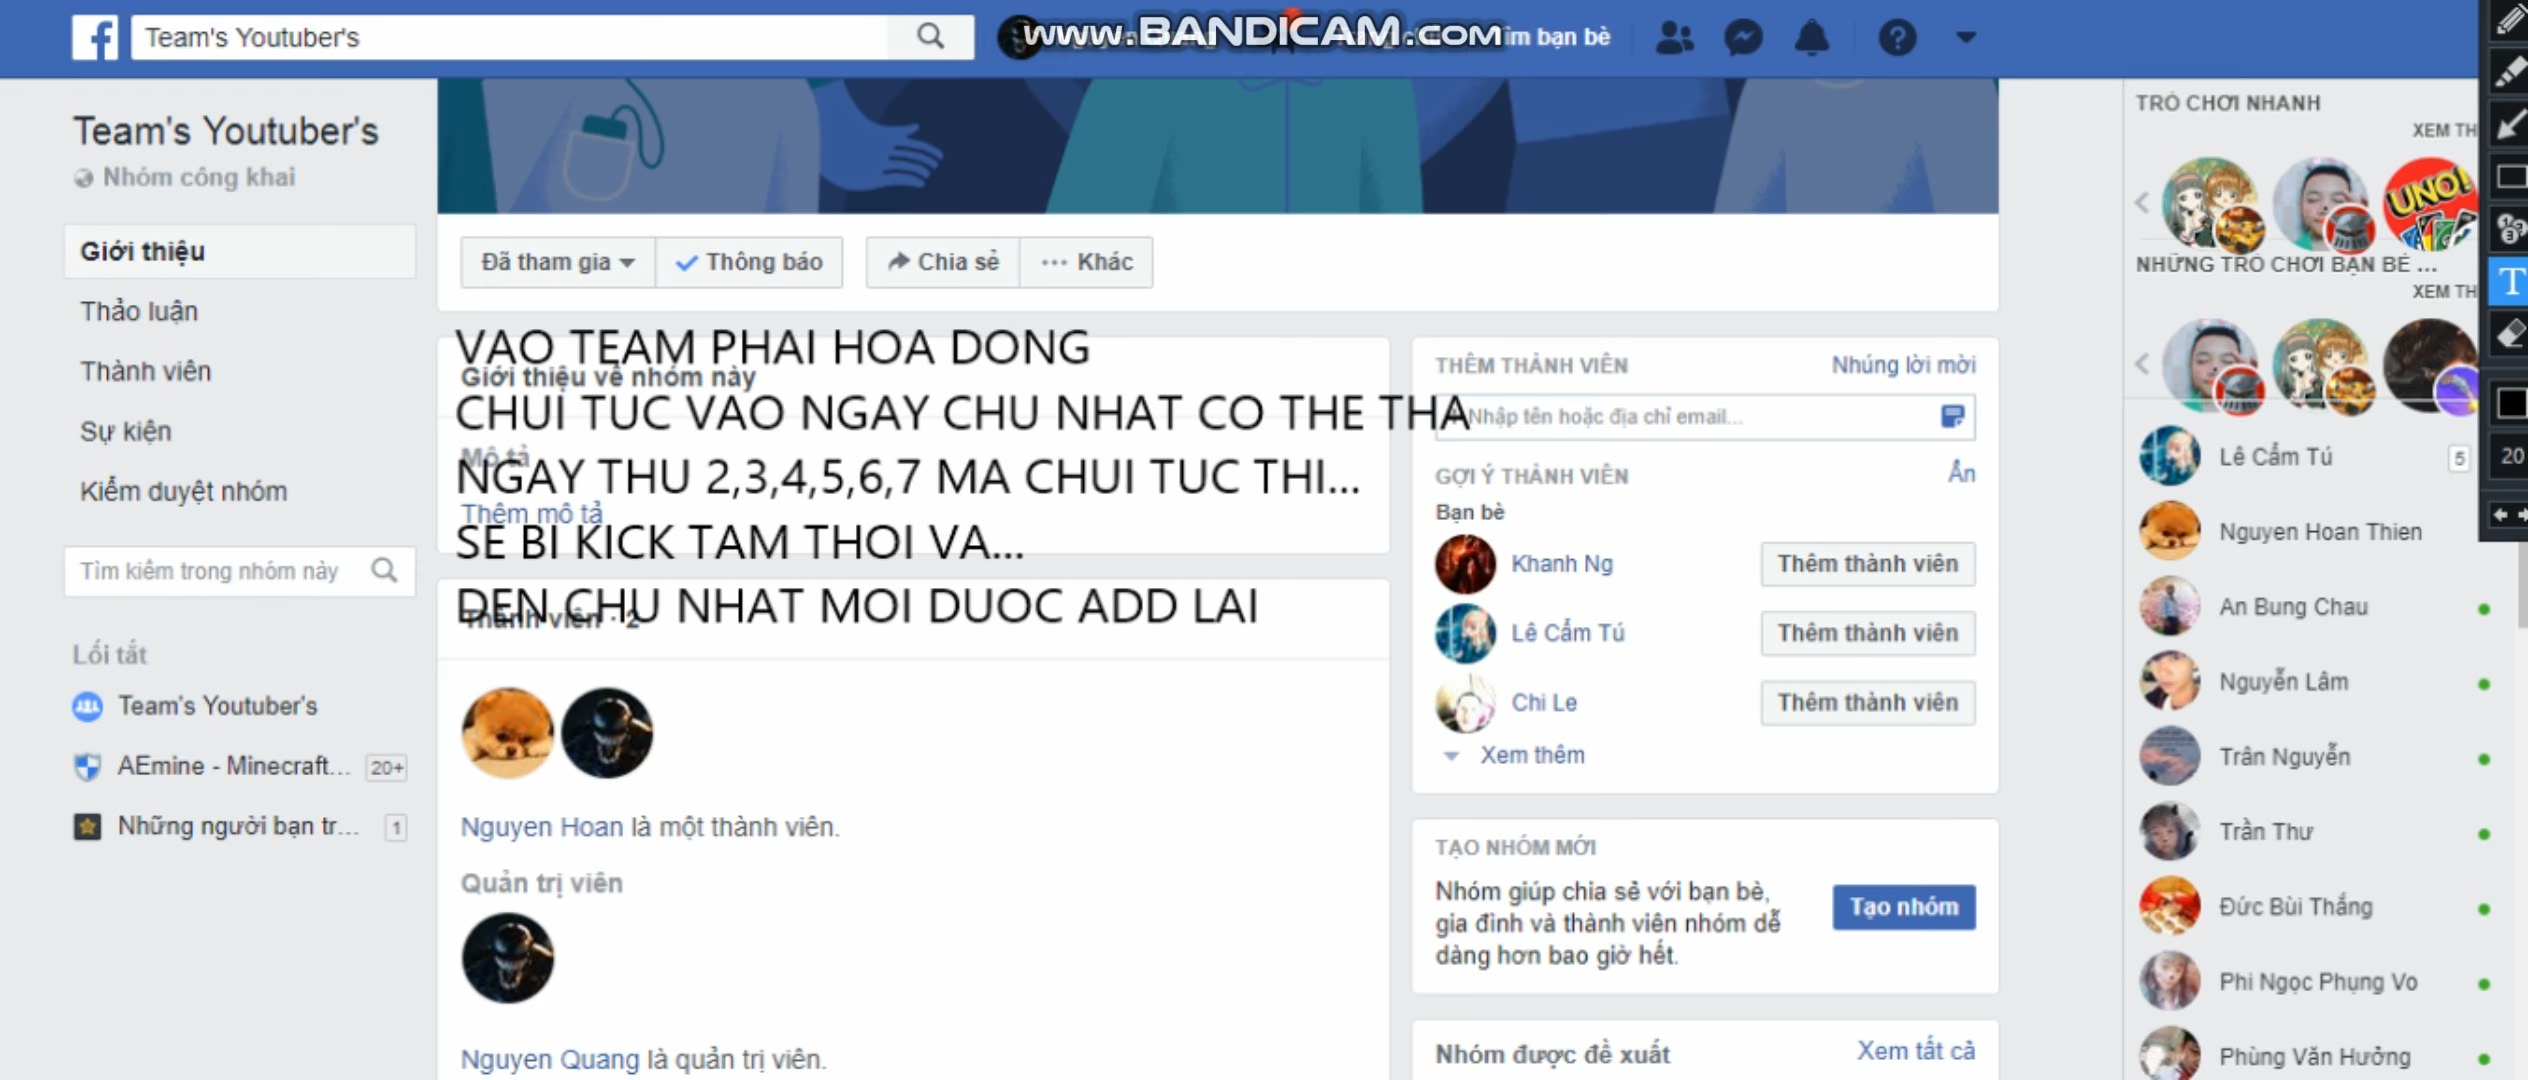 Team's Youtuber's
www.BANDICAM.com
ìm bạn bè
Team's Youtuber's
Nhóm công khai
Giới thiệu
Thảo luận
Thành viên
Sự kiện
Kiểm duyệt nhóm
Tìm kiếm trong nhóm này
Lối tắt
Team's Youtuber's
AEmine - Minecraft... 20+
Những người bạn tr... 1
Đã tham gia
Thông báo
Chia sẻ
Khác
VAO TEAM PHAI HOA DONG
Giới thiệu về nhóm này
CHUI TUC VAO NGAY CHU NHAT CO THE THA
Mô tả
NGAY THU 2,3,4,5,6,7 MA CHUI TUC THI...
Thêm mô tả
SE BI KICK TAM THOI VA...
DEN CHU NHAT MOI DUOC ADD LAI
Thành viên · 2
Nguyen Hoan là một thành viên.
Quản trị viên
Nguyen Quang là quản trị viên.
THÊM THÀNH VIÊN
Nhúng lời mời
Nhập tên hoặc địa chỉ email...
GỢI Ý THÀNH VIÊN
Ẩn
Bạn bè
Khanh Ng
Thêm thành viên
Lê Cẩm Tú
Thêm thành viên
Chi Le
Thêm thành viên
Xem thêm
TẠO NHÓM MỚI
Nhóm giúp chia sẻ với bạn bè,
gia đình và thành viên nhóm dễ
dàng hơn bao giờ hết.
Tạo nhóm
Nhóm được đề xuất
Xem tất cả
TRÒ CHƠI NHANH
XEM TH
UNO!
NHỮNG TRÒ CHƠI BẠN BÈ ...
XEM TH
Lê Cẩm Tú 5
Nguyen Hoan Thien
An Bung Chau
Nguyễn Lâm
Trân Nguyễn
Trần Thư
Đức Bùi Thắng
Phi Ngọc Phụng Vo
Phùng Văn Hưởng
T
20